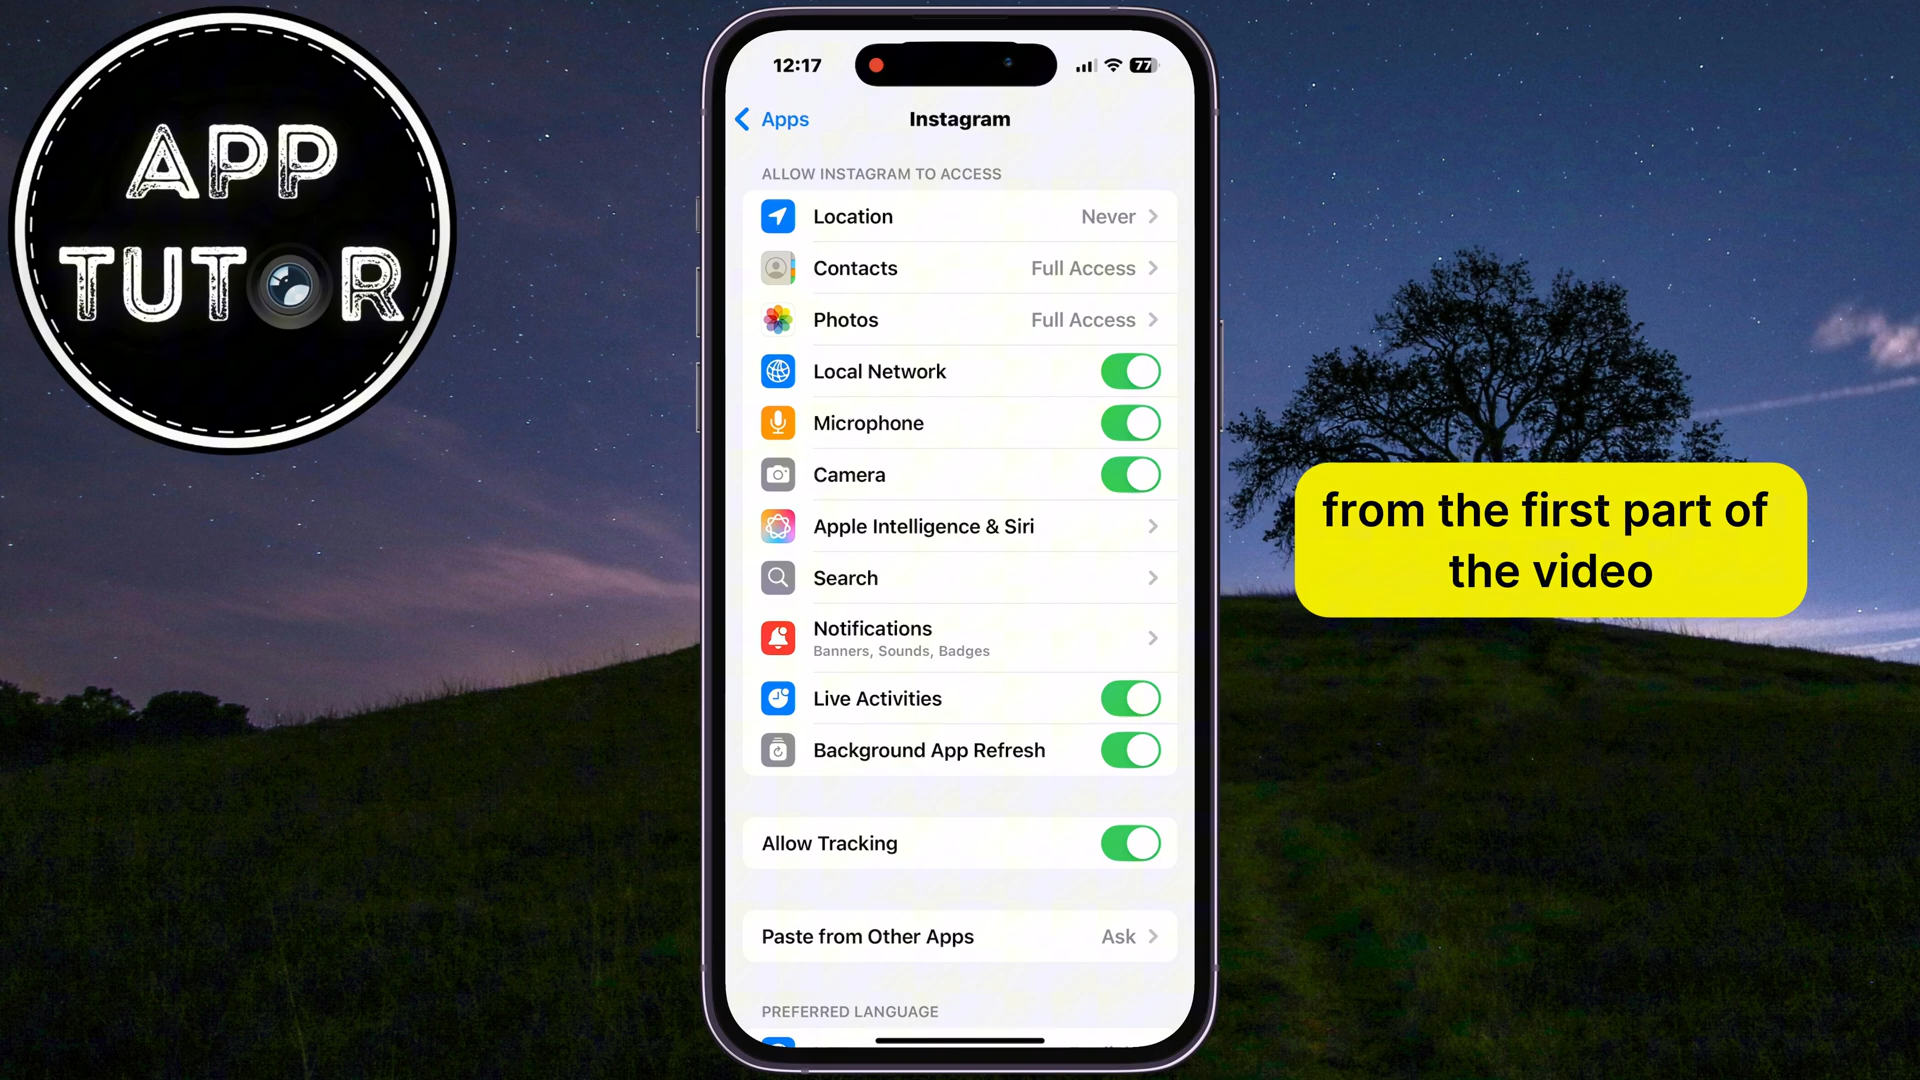 APP
TUTOR
12:17
77
Apps
Instagram
ALLOW INSTAGRAM TO ACCESS
Location Never
Contacts Full Access
Photos Full Access
Local Network
Microphone
Camera
Apple Intelligence & Siri
Search
Notifications
Banners, Sounds, Badges
Live Activities
Background App Refresh
Allow Tracking
Paste from Other Apps Ask
PREFERRED LANGUAGE
from the first part of
the video